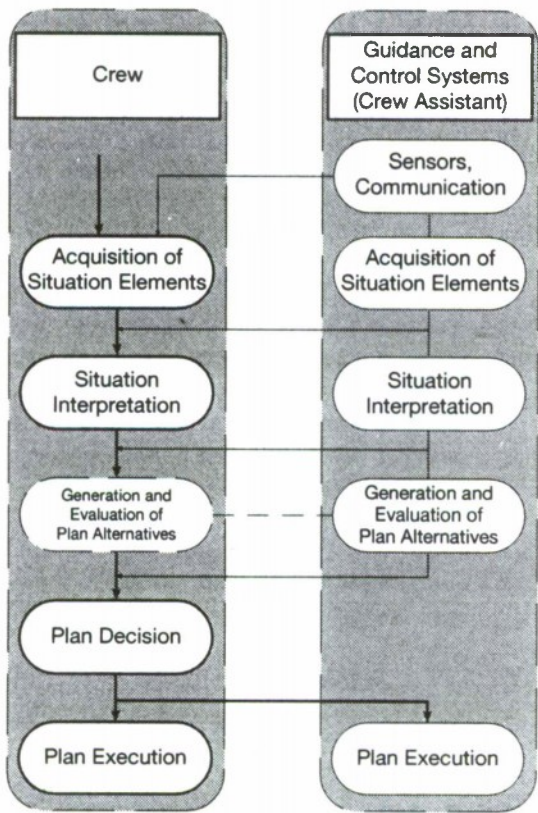 Crew
Guidance and
Control Systems
(Crew Assistant)
Sensors,
Communication
Acquisition of
Situation Elements
Acquisition of
Situation Elements
Situation
Interpretation
Situation
Interpretation
Generation and
Evaluation of
Plan Alternatives
Generation and
Evaluation of
Plan Alternatives
Plan Decision
Plan Execution
Plan Execution